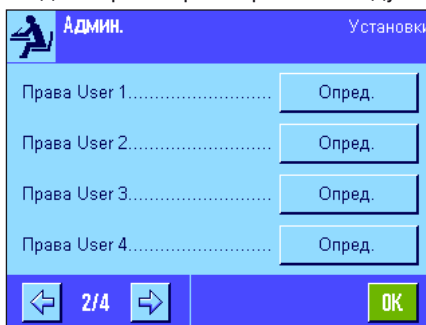 Админ.
Установки
Права User 1........................ Опред.
Права User 2........................ Опред.
Права User 3........................ Опред.
Права User 4........................ Опред.
2/4
OK